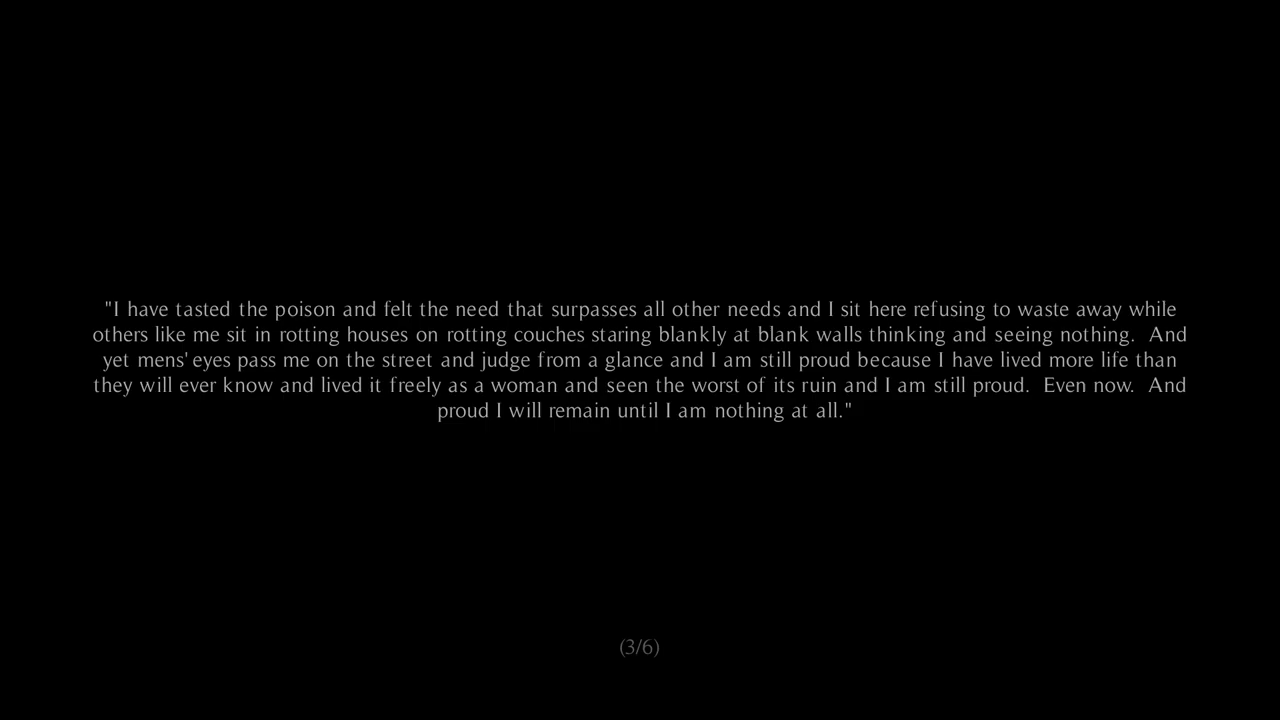 "I have tasted the poison and felt the need that surpasses all other needs and I sit here refusing to waste away while
others like me sit in rotting houses on rotting couches staring blankly at blank walls thinking and seeing nothing.  And
yet mens' eyes pass me on the street and judge from a glance and I am still proud because I have lived more life than
they will ever know and lived it freely as a woman and seen the worst of its ruin and I am still proud.  Even now.  And
proud I will remain until I am nothing at all."
(3/6)